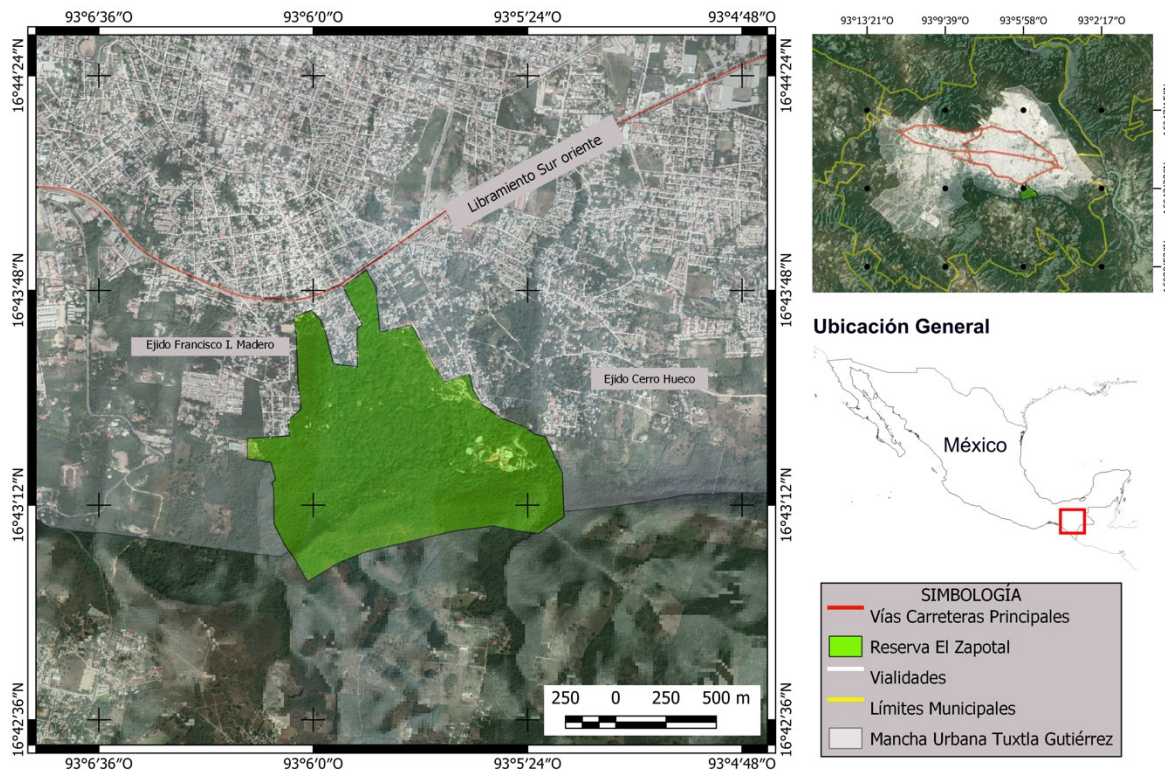 93°6′36″O 93°6′0″O 93°5′24″O 93°4′48″O
16°44′24″N
16°43′48″N
16°43′12″N
16°42′36″N
Libramiento Sur oriente
Ejido Francisco I. Madero
Ejido Cerro Hueco
250 0 250 500 m
16°44′24″N
16°43′48″N
16°43′12″N
16°42′36″N
93°6′36″O 93°6′0″O 93°5′24″O 93°4′48″O
93°13′21″O 93°9′39″O 93°5′58″O 93°2′17″O
Ubicación General
México
SIMBOLOGÍA
Vías Carreteras Principales
Reserva El Zapotal
Vialidades
Límites Municipales
Mancha Urbana Tuxtla Gutiérrez